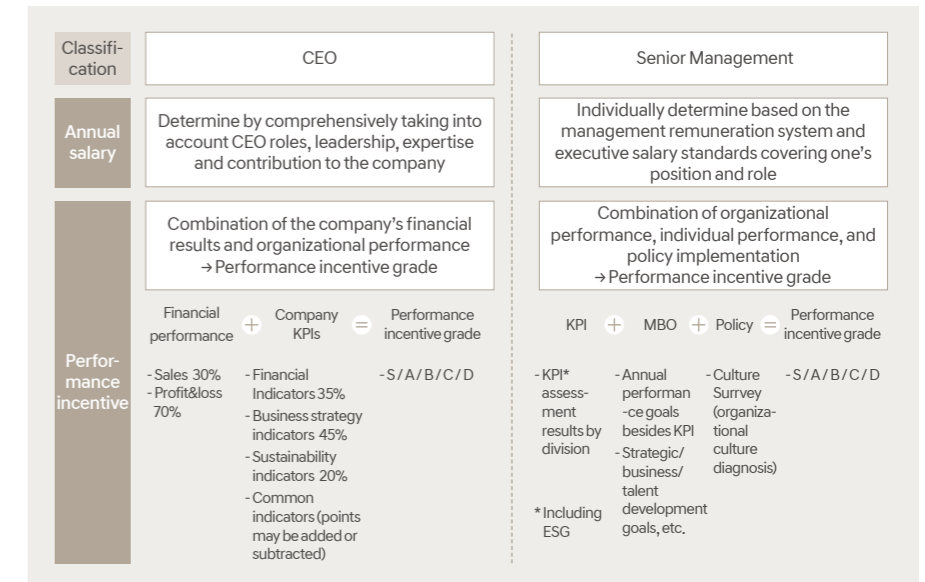 Classifi-
cation
CEO
Senior Management
Annual
salary
Determine by comprehensively taking into
account CEO roles, leadership, expertise
and contribution to the company
Individually determine based on the
management remuneration system and
executive salary standards covering one's
position and role
Perfor-
mance
incentive
Combination of the company's financial
results and organizational performance
→ Performance incentive grade
Financial
performance
+
Company
KPIs
=
Performance
incentive grade
- Sales 30%
- Profit&loss
70%
- Financial
Indicators 35%
- Business strategy
indicators 45%
- Sustainability
indicators 20%
- Common
indicators (points
may be added or
subtracted)
- S / A / B / C / D
Combination of organizational
performance, individual performance, and
policy implementation
→ Performance incentive grade
KPI
+
MBO
+
Policy
=
Performance
incentive grade
- KPI*
assess-
ment
results by
division
* Including
ESG
- Annual
performan
-ce goals
besides KPI
- Strategic/
business/
talent
development
goals, etc.
- Culture
Surrvey
(organiza-
tional
culture
diagnosis)
- S / A / B / C / D